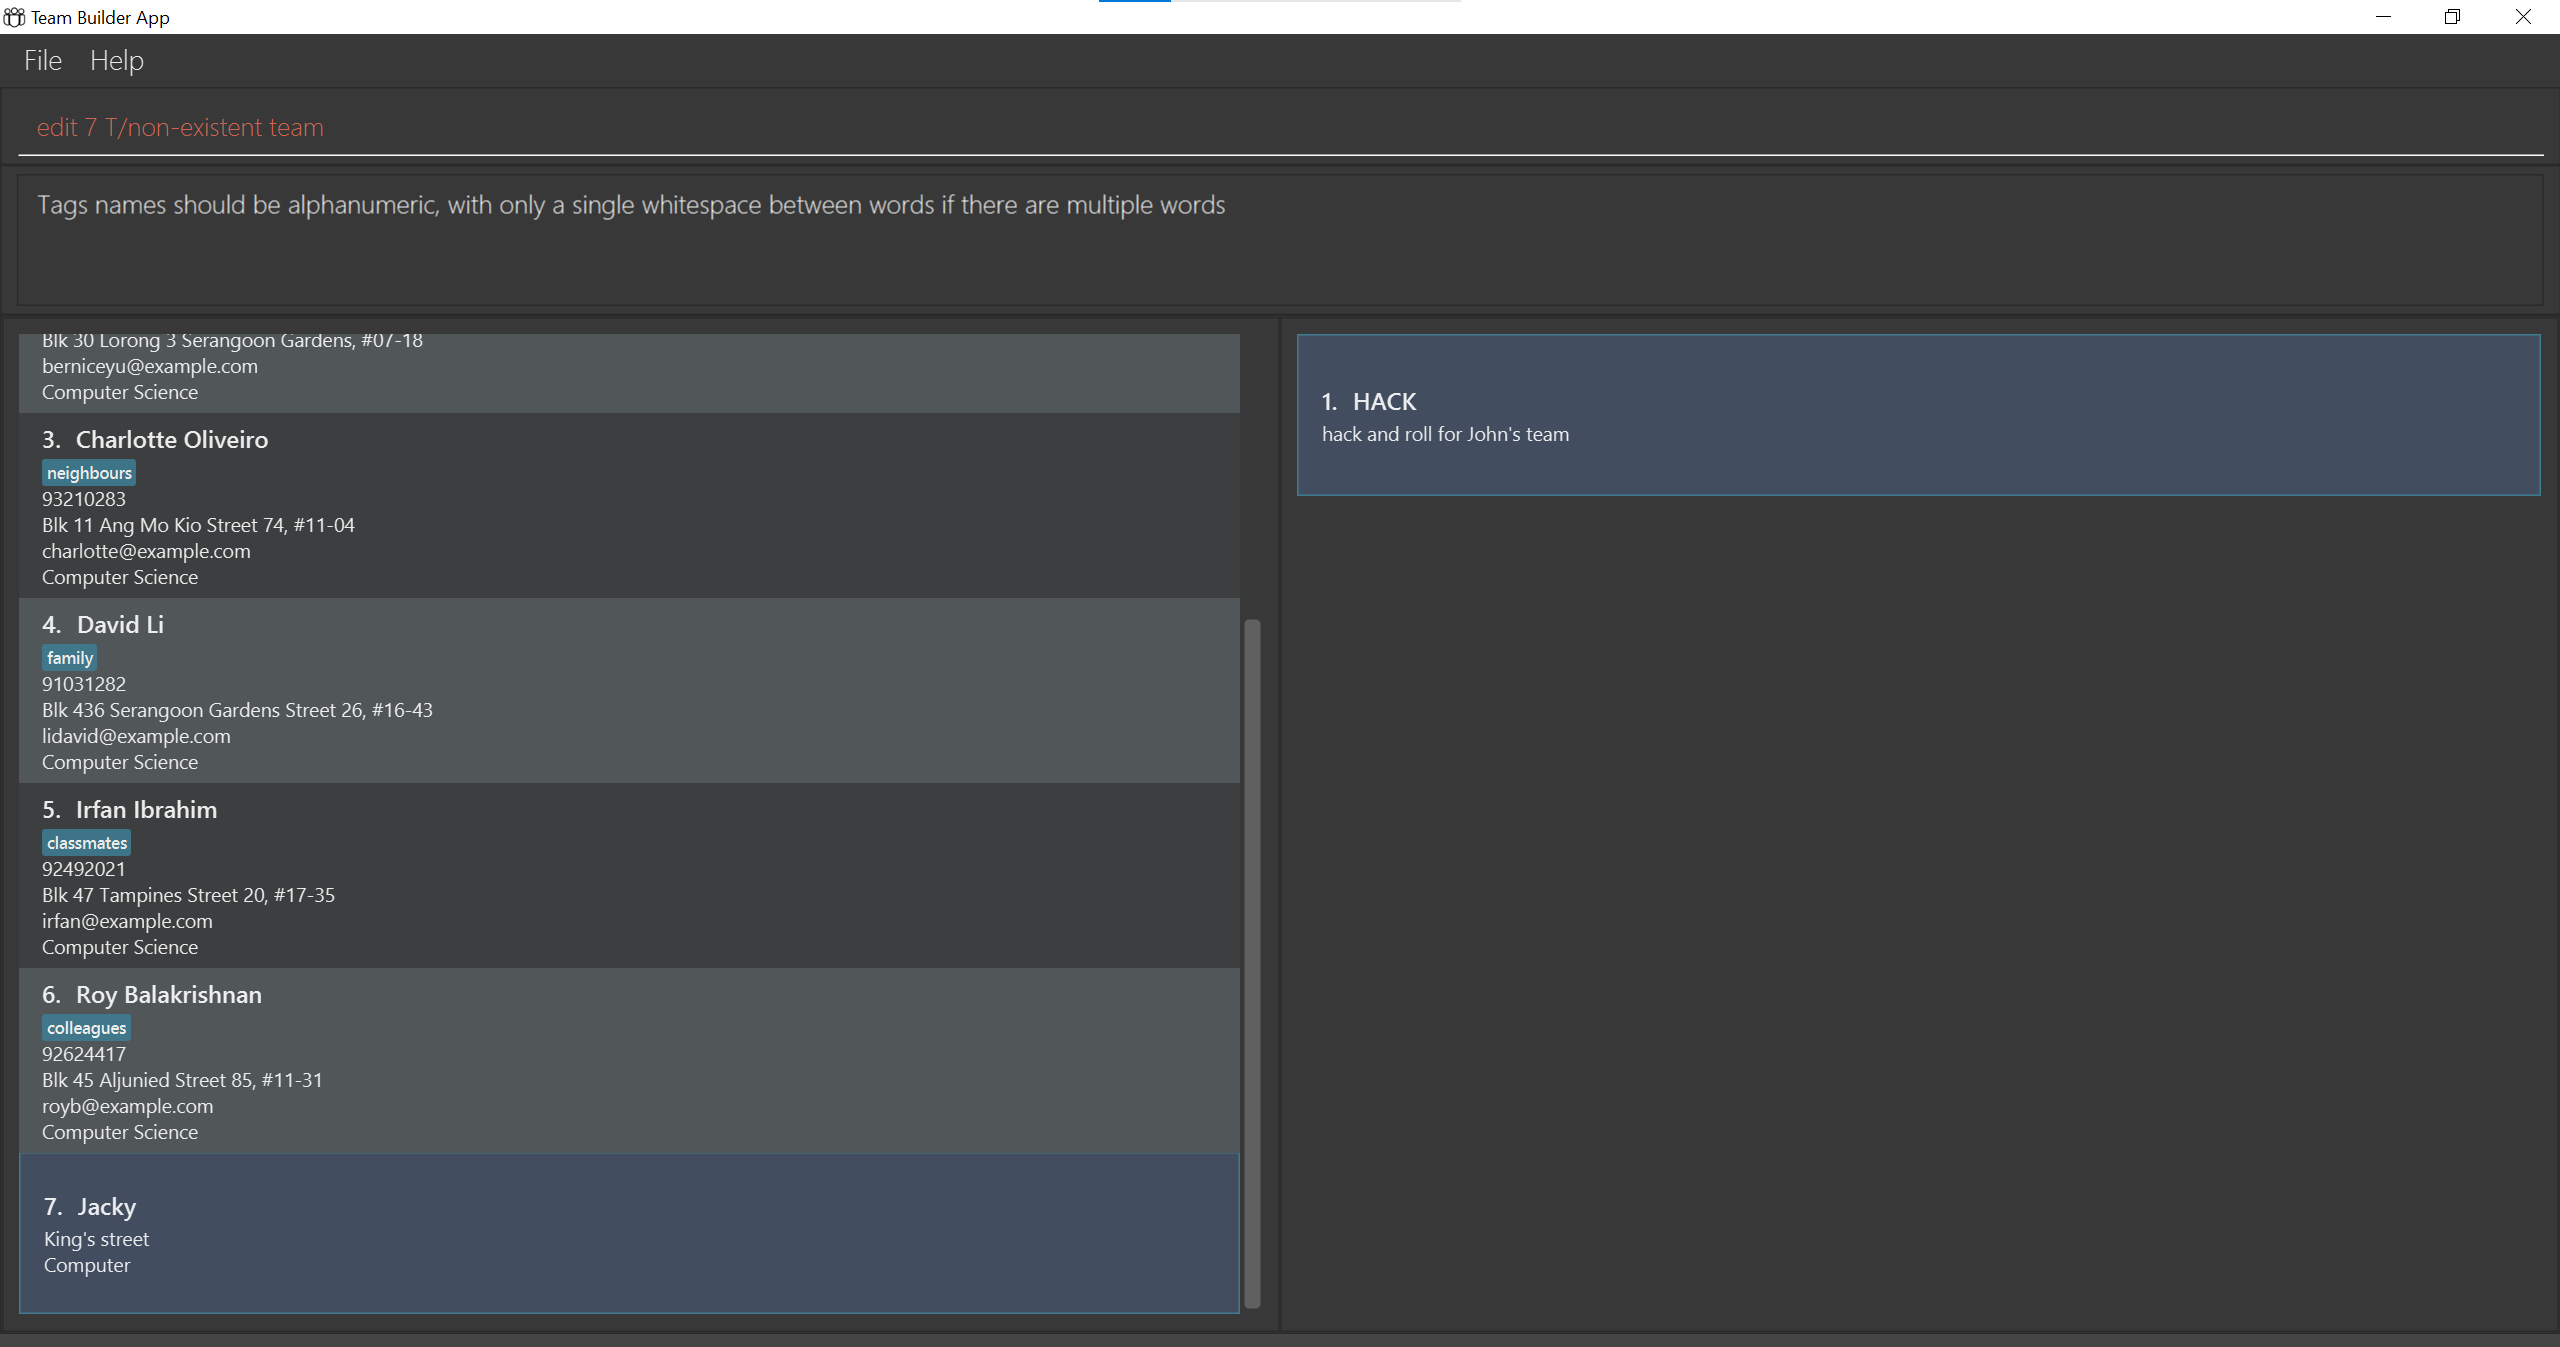 Team Builder App
File Help
edit 7 T/non-existent team
Tags names should be alphanumeric, with only a single whitespace between words if there are multiple words
Blk 30 Lorong 3 Serangoon Gardens, #07-18
berniceyu@example.com
Computer Science
3. Charlotte Oliveiro
neighbours
93210283
Blk 11 Ang Mo Kio Street 74, #11-04
charlotte@example.com
Computer Science
4. David Li
family
91031282
Blk 436 Serangoon Gardens Street 26, #16-43
lidavid@example.com
Computer Science
5. Irfan Ibrahim
classmates
92492021
Blk 47 Tampines Street 20, #17-35
irfan@example.com
Computer Science
6. Roy Balakrishnan
colleagues
92624417
Blk 45 Aljunied Street 85, #11-31
royb@example.com
Computer Science
7. Jacky
King's street
Computer
1. HACK
hack and roll for John's team